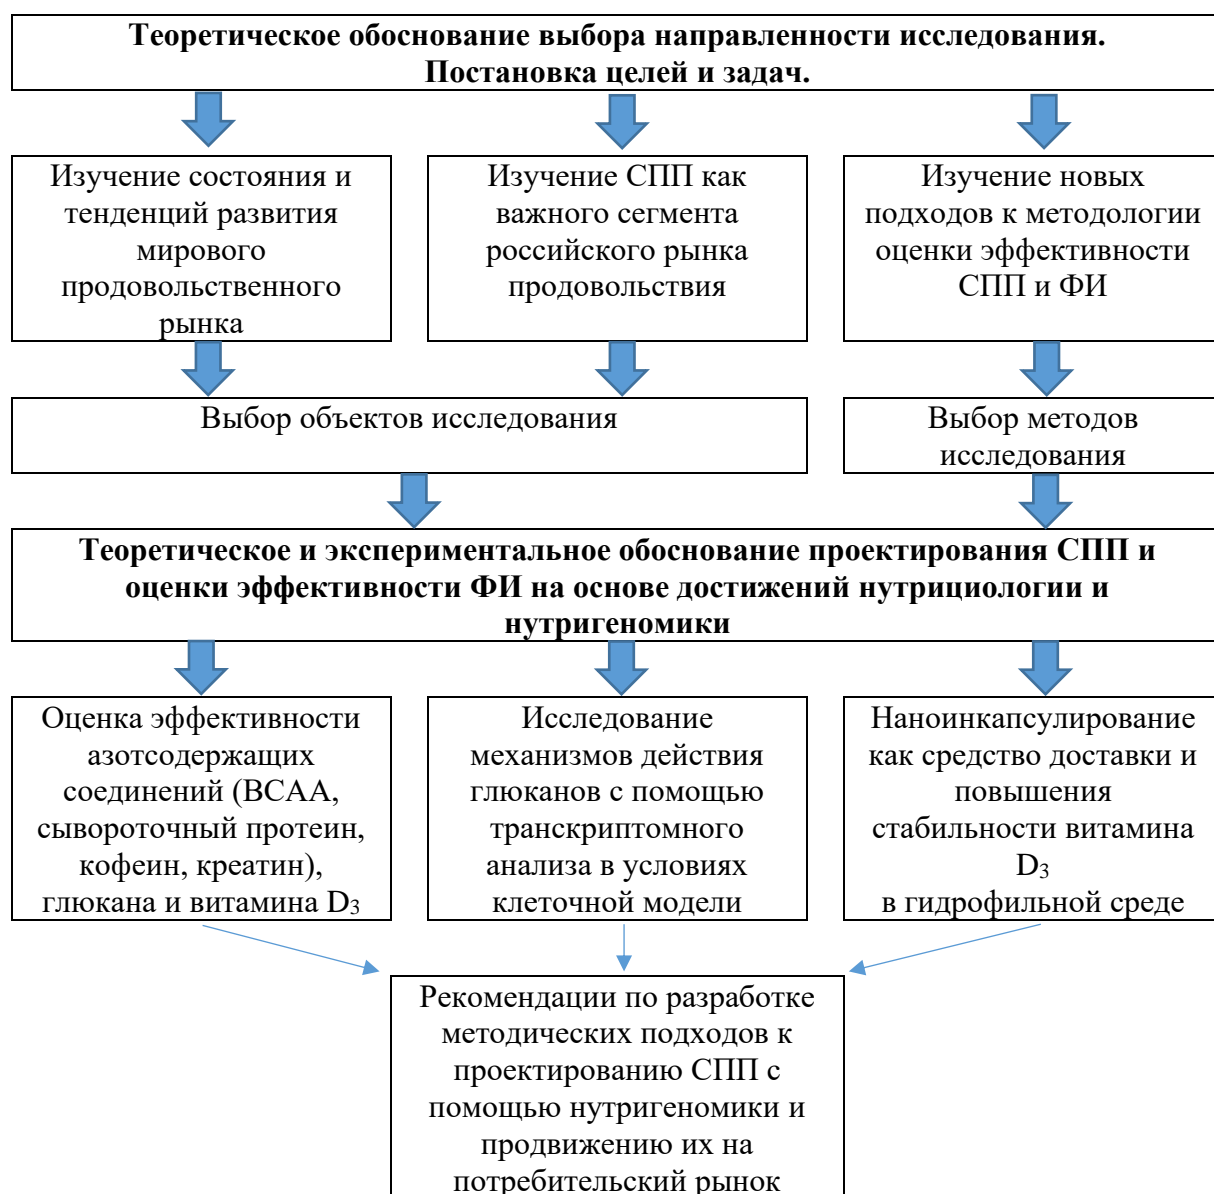 Теоретическое обоснование выбора направленности исследования.
Постановка целей и задач.
Изучение состояния и
тенденций развития
мирового
продовольственного
рынка
Изучение СПП как
важного сегмента
российского рынка
продовольствия
Изучение новых
подходов к методологии
оценки эффективности
СПП и ФИ
Выбор объектов исследования
Выбор методов
исследования
Теоретическое и экспериментальное обоснование проектирования СПП и
оценки эффективности ФИ на основе достижений нутрициологии и
нутригеномики
Оценка эффективности
азотсодержащих
соединений (BCAA,
сывороточный протеин,
кофеин, креатин),
глюкана и витамина D₃
Исследование
механизмов действия
глюканов с помощью
транскриптомного
анализа в условиях
клеточной модели
Наноинкапсулирование
как средство доставки и
повышения
стабильности витамина
D₃
в гидрофильной среде
Рекомендации по разработке
методических подходов к
проектированию СПП с
помощью нутригеномики и
продвижению их на
потребительский рынок